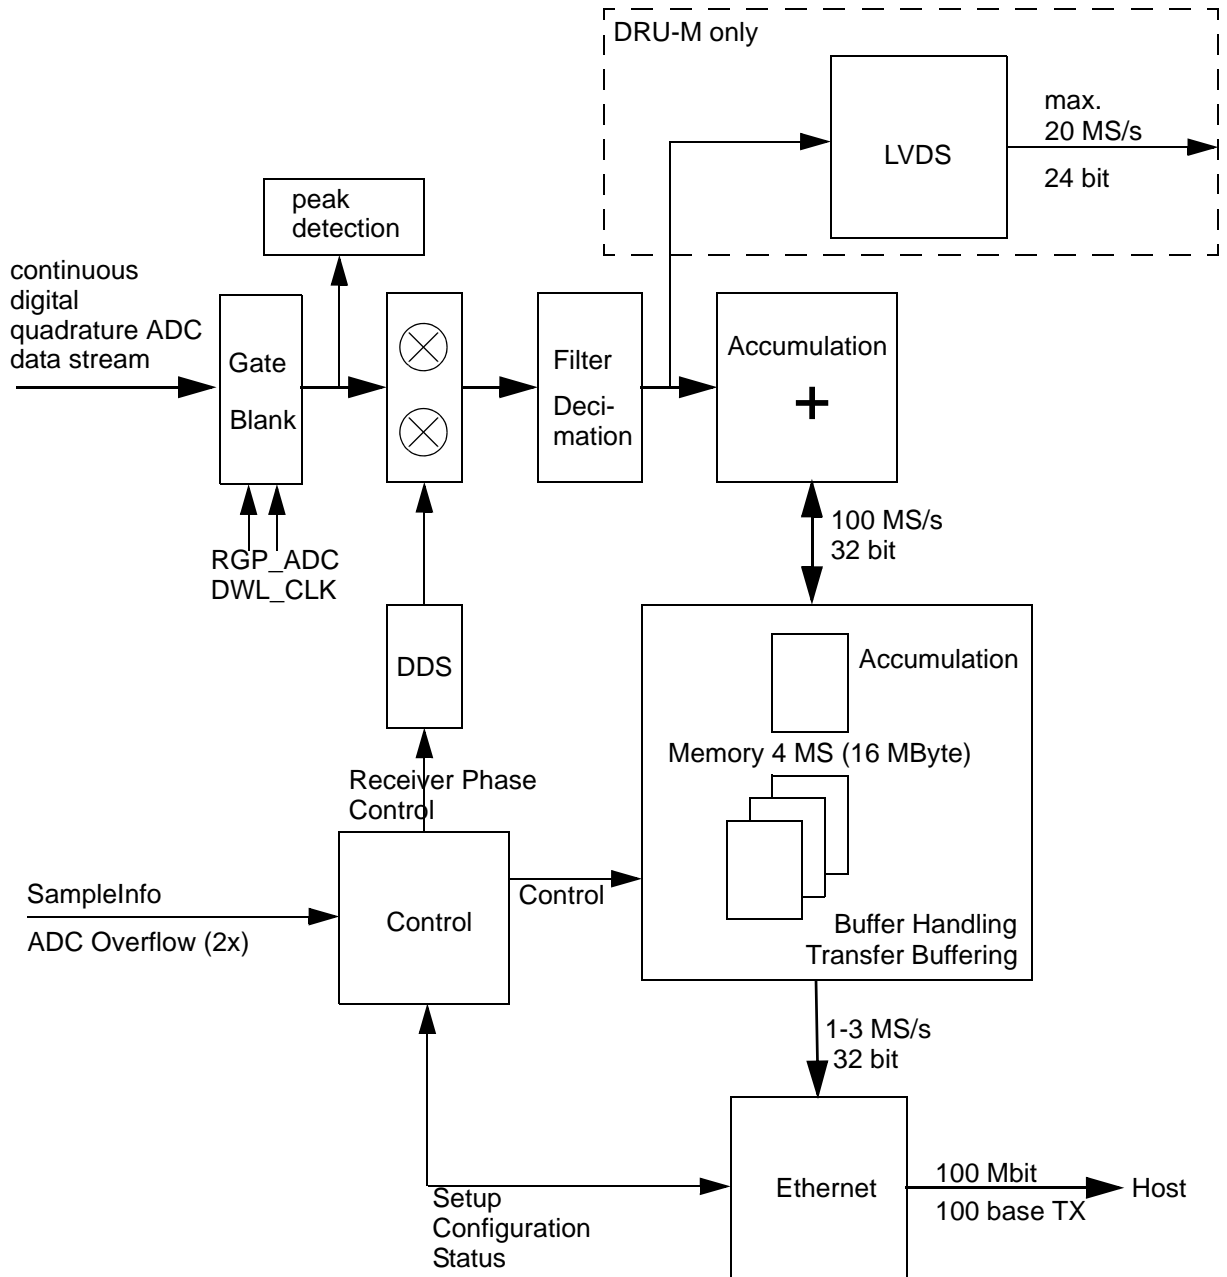 DRU-M only
max.
20 MS/s
LVDS
24 bit
peak
detection
continuous
digital
quadrature ADC
data stream
Gate
Blank
Filter
Deci-
mation
Accumulation
+
100 MS/s
32 bit
RGP_ADC
DWL_CLK
DDS
Accumulation
Memory 4 MS (16 MByte)
Receiver Phase
Control
SampleInfo
ADC Overflow (2x)
Control
Control
Buffer Handling
Transfer Buffering
1-3 MS/s
32 bit
Setup
Configuration
Status
Ethernet
100 Mbit
100 base TX
Host